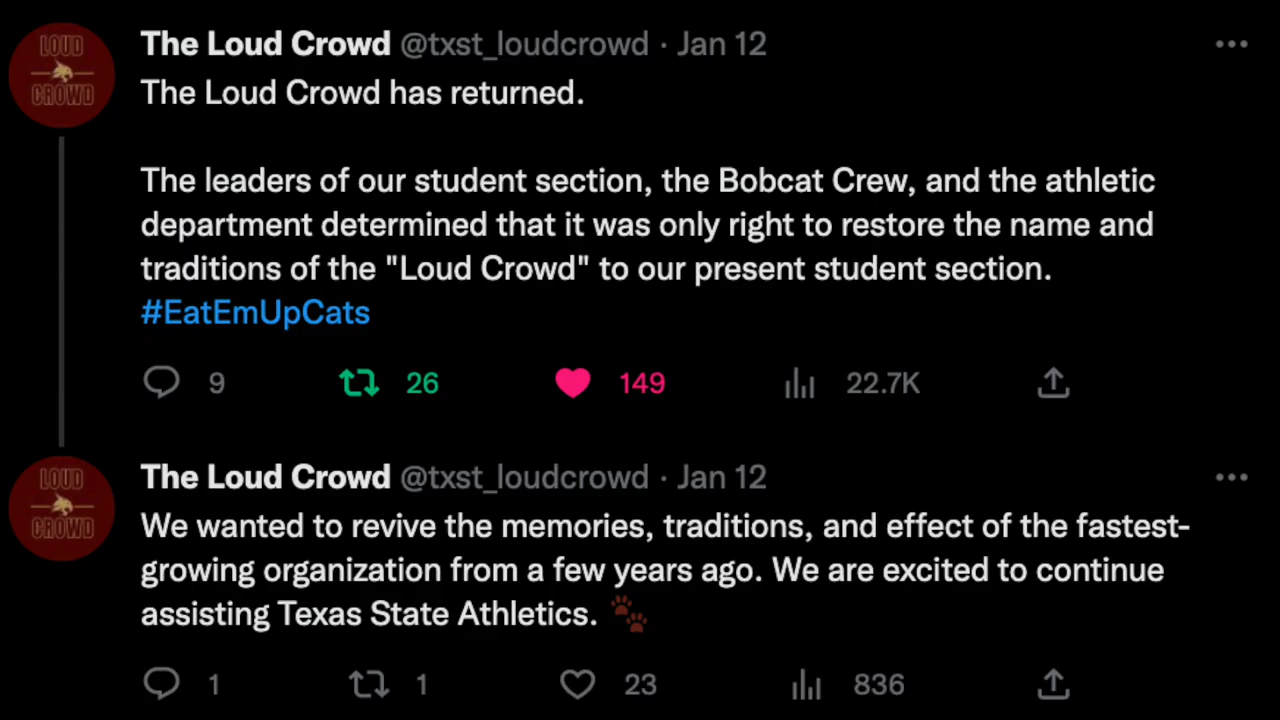 LOUD
CROWD
The Loud Crowd @txst_loudcrowd · Jan 12
The Loud Crowd has returned.
The leaders of our student section, the Bobcat Crew, and the athletic
department determined that it was only right to restore the name and
traditions of the "Loud Crowd" to our present student section.
#EatEmUpCats
9 26 149 22.7K
LOUD
CROWD
The Loud Crowd @txst_loudcrowd · Jan 12
We wanted to revive the memories, traditions, and effect of the fastest-
growing organization from a few years ago. We are excited to continue
assisting Texas State Athletics. 🐾
1 1 23 836